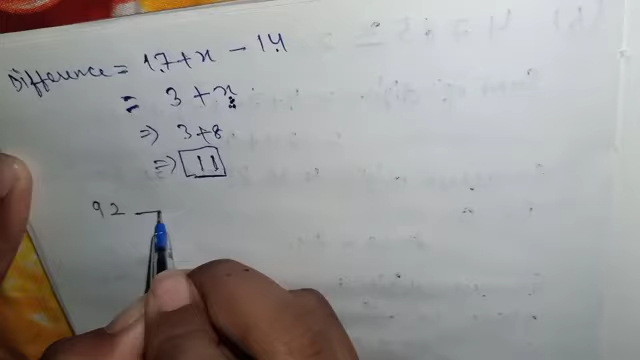 Difference = 17 + x - 14
= 3 + x
⇒ 3 + 8
⇒ 11
92 —